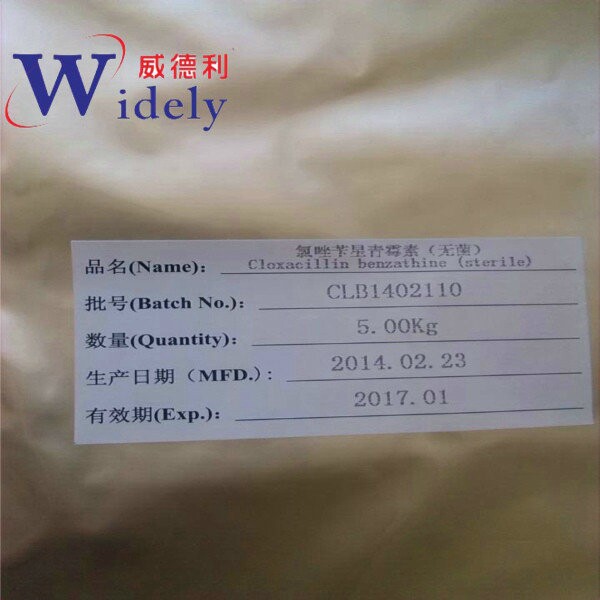 威德利
Widely
品名(Name): 氯唑苄星青霉素（无菌）
Cloxacillin benzathine (sterile)
批号(Batch No.): CLB1402110
数量(Quantity): 5.00Kg
生产日期（MFD.）: 2014.02.23
有效期(Exp.): 2017.01